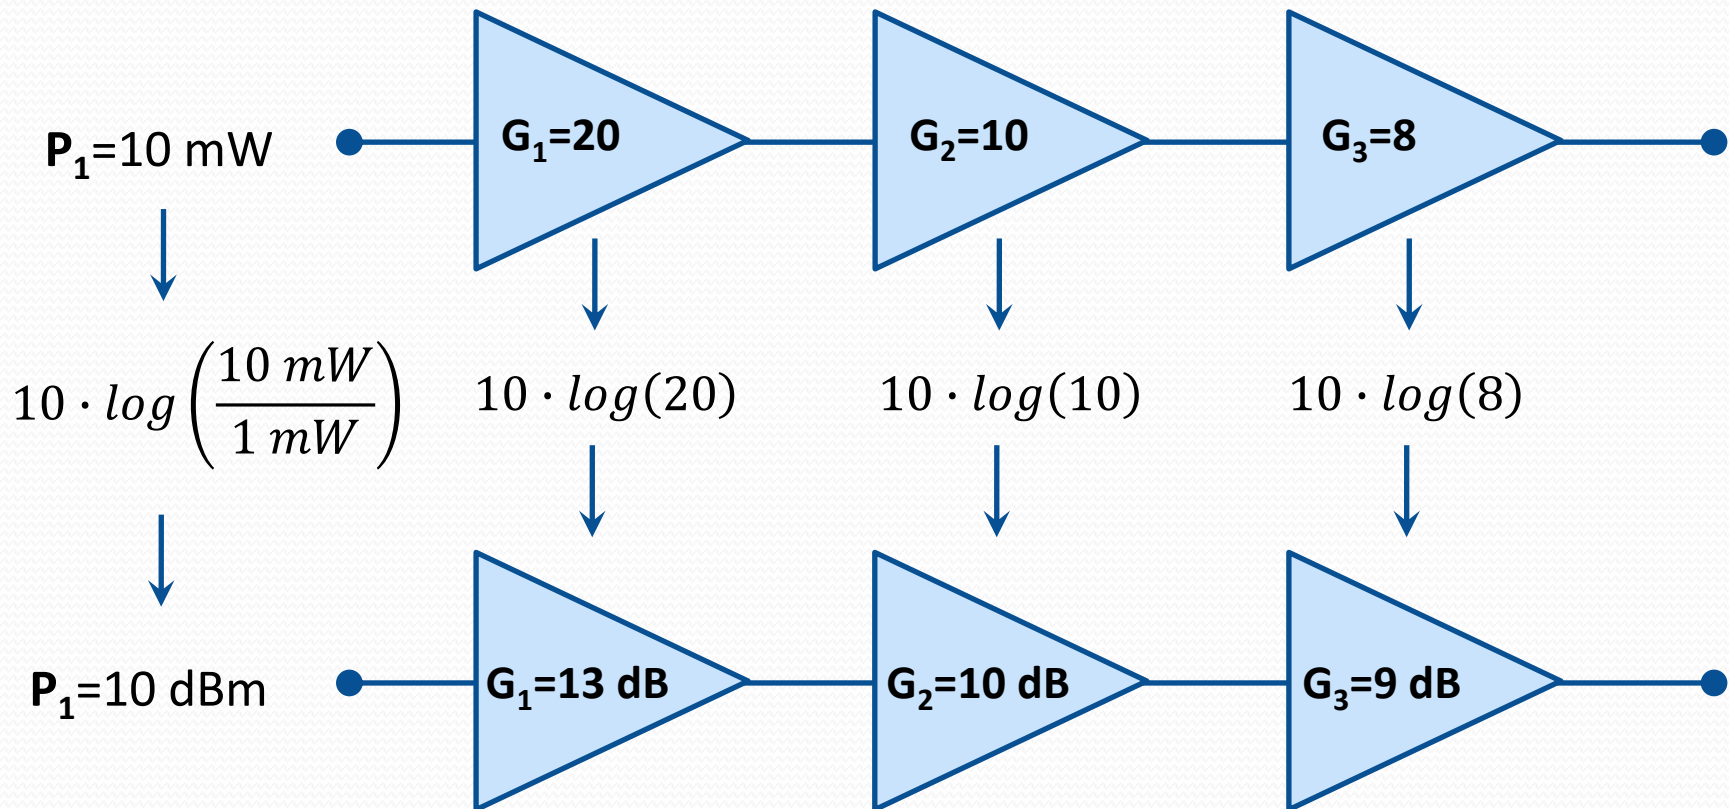 P₁=10 mW
G₁=20
G₂=10
G₃=8
10 · log(10 mW / 1 mW)
10 · log(20)
10 · log(10)
10 · log(8)
P₁=10 dBm
G₁=13 dB
G₂=10 dB
G₃=9 dB